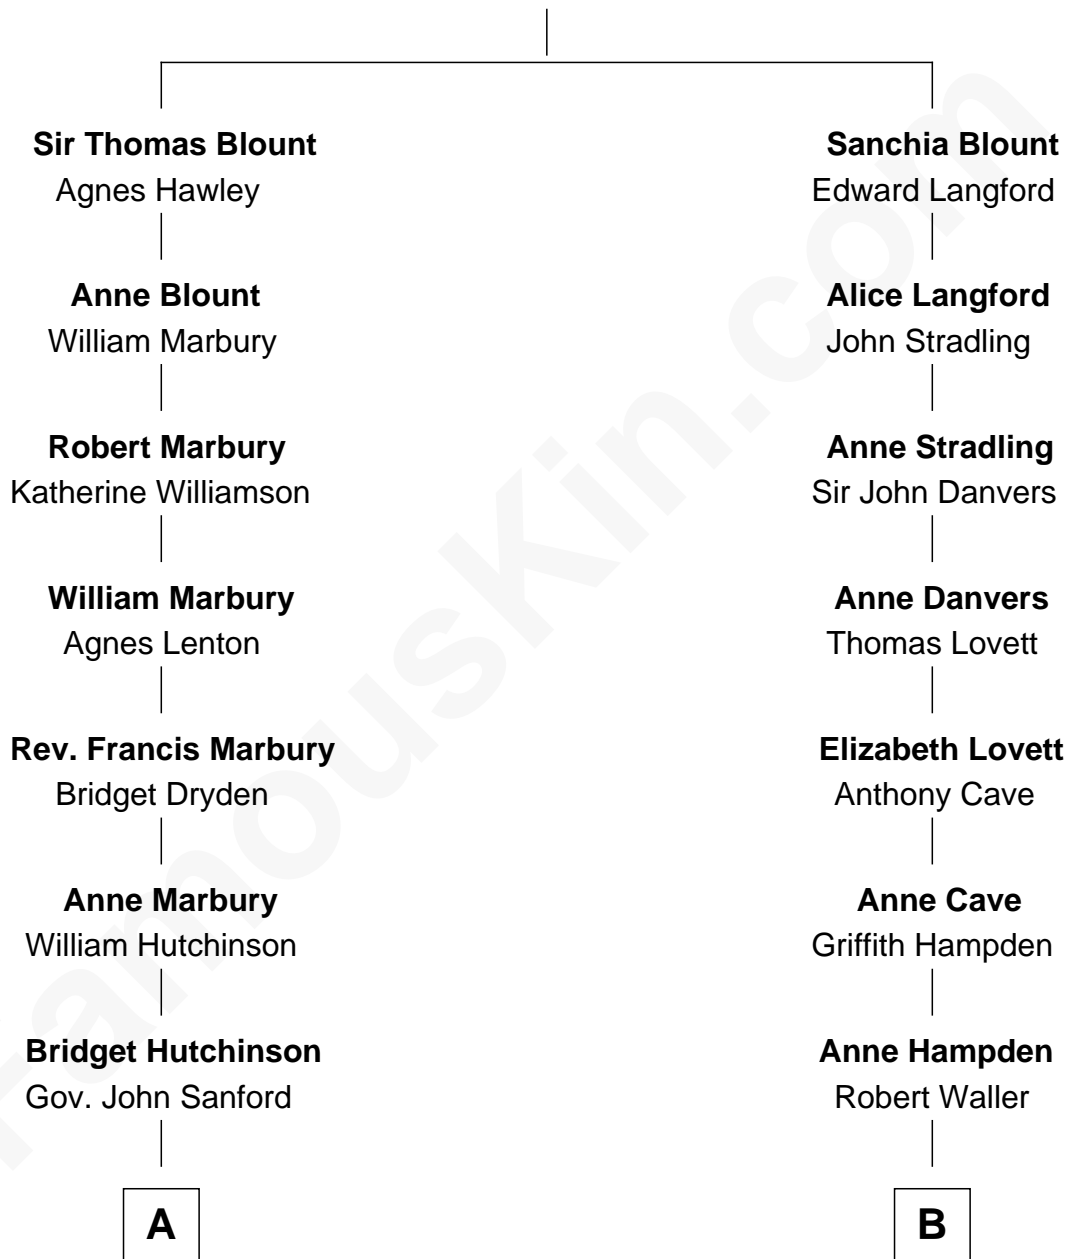 Sir Thomas Blount
Agnes Hawley
Anne Blount
William Marbury
Robert Marbury
Katherine Williamson
William Marbury
Agnes Lenton
Rev. Francis Marbury
Bridget Dryden
Anne Marbury
William Hutchinson
Bridget Hutchinson
Gov. John Sanford
A
Sanchia Blount
Edward Langford
Alice Langford
John Stradling
Anne Stradling
Sir John Danvers
Anne Danvers
Thomas Lovett
Elizabeth Lovett
Anthony Cave
Anne Cave
Griffith Hampden
Anne Hampden
Robert Waller
B
FamousKin.com